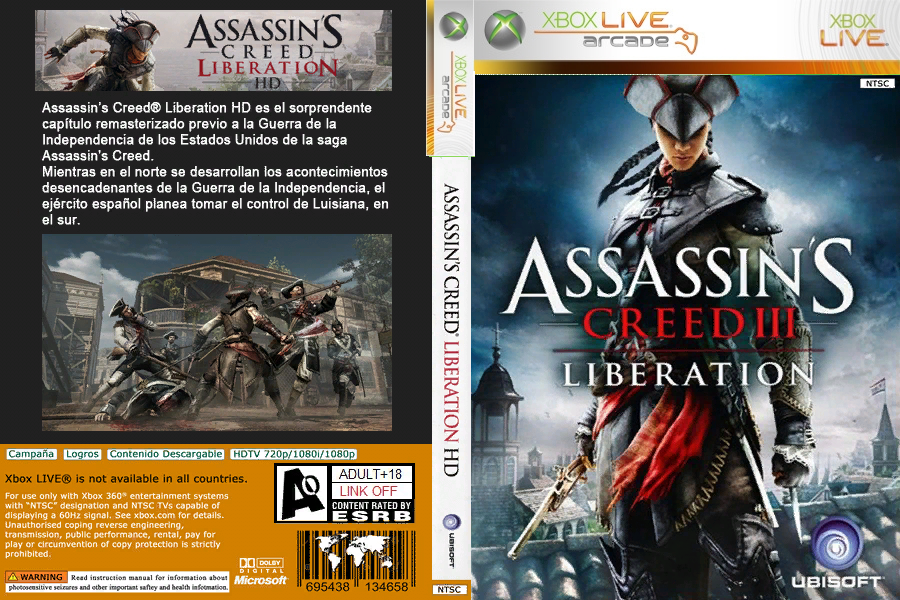 ASSASSIN'S
CREED
LIBERATION
HD
Assassin's Creed® Liberation HD es el sorprendente
capítulo remasterizado previo a la Guerra de la
Independencia de los Estados Unidos de la saga
Assassin's Creed.
Mientras en el norte se desarrollan los acontecimientos
desencadenantes de la Guerra de la Independencia, el
ejército español planea tomar el control de Luisiana, en
el sur.
Campaña Logros Contenido Descargable HDTV 720p/1080i/1080p
Xbox LIVE® is not available in all countries.
For use only with Xbox 360® entertainment systems
with “NTSC” designation and NTSC TVs capable of
displaying a 60Hz signal. See xbox.com for details.
Unauthorised coping reverse engineering,
transmission, public performance, rental, pay for
play or circumvention of copy protection is strictly
prohibited.
WARNING Read instruction manual for information about
photosensitive seizures and other important saftey and health infotmation.
DOLBY
DIGITAL
Microsoft
ADULT+18
LINK OFF
CONTENT RATED BY
ESRB
695438 134658
XBOX LIVE
arcade
ASSASSIN'S CREED® LIBERATION HD
UBISOFT
NTSC
XBOX LIVE
arcade
XBOX
LIVE
NTSC
ASSASSIN'S
CREED III
LIBERATION
UBISOFT